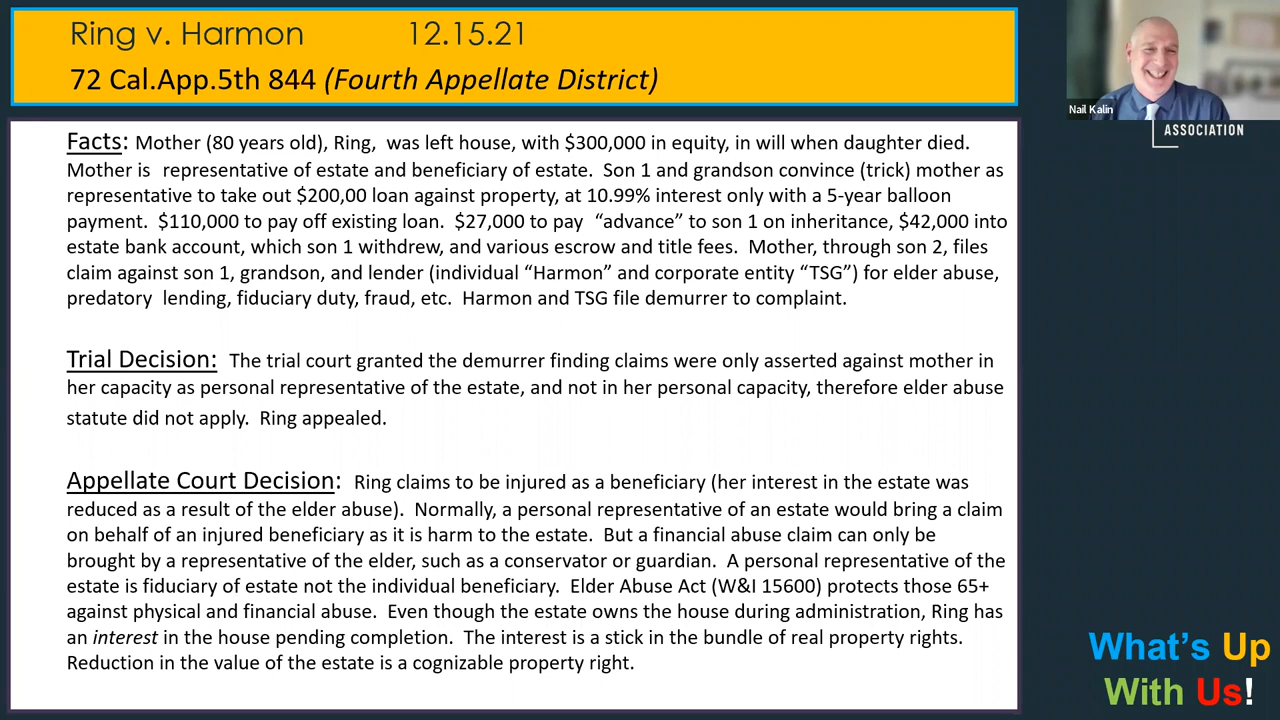 Ring v. Harmon 12.15.21
72 Cal.App.5th 844 (Fourth Appellate District)
Nail Kalin
ASSOCIATION
Facts: Mother (80 years old), Ring, was left house, with $300,000 in equity, in will when daughter died.
Mother is representative of estate and beneficiary of estate. Son 1 and grandson convince (trick) mother as
representative to take out $200,00 loan against property, at 10.99% interest only with a 5-year balloon
payment. $110,000 to pay off existing loan. $27,000 to pay “advance” to son 1 on inheritance, $42,000 into
estate bank account, which son 1 withdrew, and various escrow and title fees. Mother, through son 2, files
claim against son 1, grandson, and lender (individual “Harmon” and corporate entity “TSG”) for elder abuse,
predatory lending, fiduciary duty, fraud, etc. Harmon and TSG file demurrer to complaint.
Trial Decision: The trial court granted the demurrer finding claims were only asserted against mother in
her capacity as personal representative of the estate, and not in her personal capacity, therefore elder abuse
statute did not apply. Ring appealed.
Appellate Court Decision: Ring claims to be injured as a beneficiary (her interest in the estate was
reduced as a result of the elder abuse). Normally, a personal representative of an estate would bring a claim
on behalf of an injured beneficiary as it is harm to the estate. But a financial abuse claim can only be
brought by a representative of the elder, such as a conservator or guardian. A personal representative of the
estate is fiduciary of estate not the individual beneficiary. Elder Abuse Act (W&I 15600) protects those 65+
against physical and financial abuse. Even though the estate owns the house during administration, Ring has
an interest in the house pending completion. The interest is a stick in the bundle of real property rights.
Reduction in the value of the estate is a cognizable property right.
What’s Up
With Us!